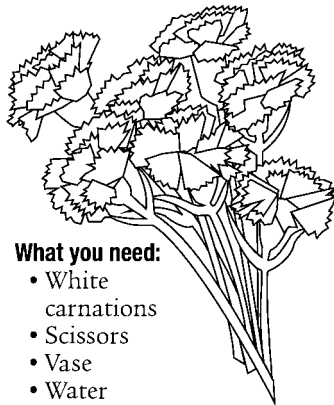 What you need:
• White
carnations
• Scissors
• Vase
• Water